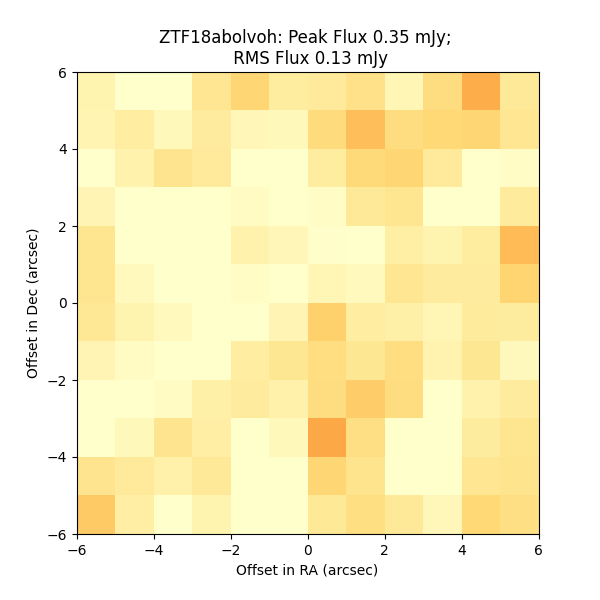 ZTF18abolvoh: Peak Flux 0.35 mJy;
RMS Flux 0.13 mJy
6
4
2
0
−2
−4
−6
Offset in Dec (arcsec)
−6 −4 −2 0 2 4 6
Offset in RA (arcsec)